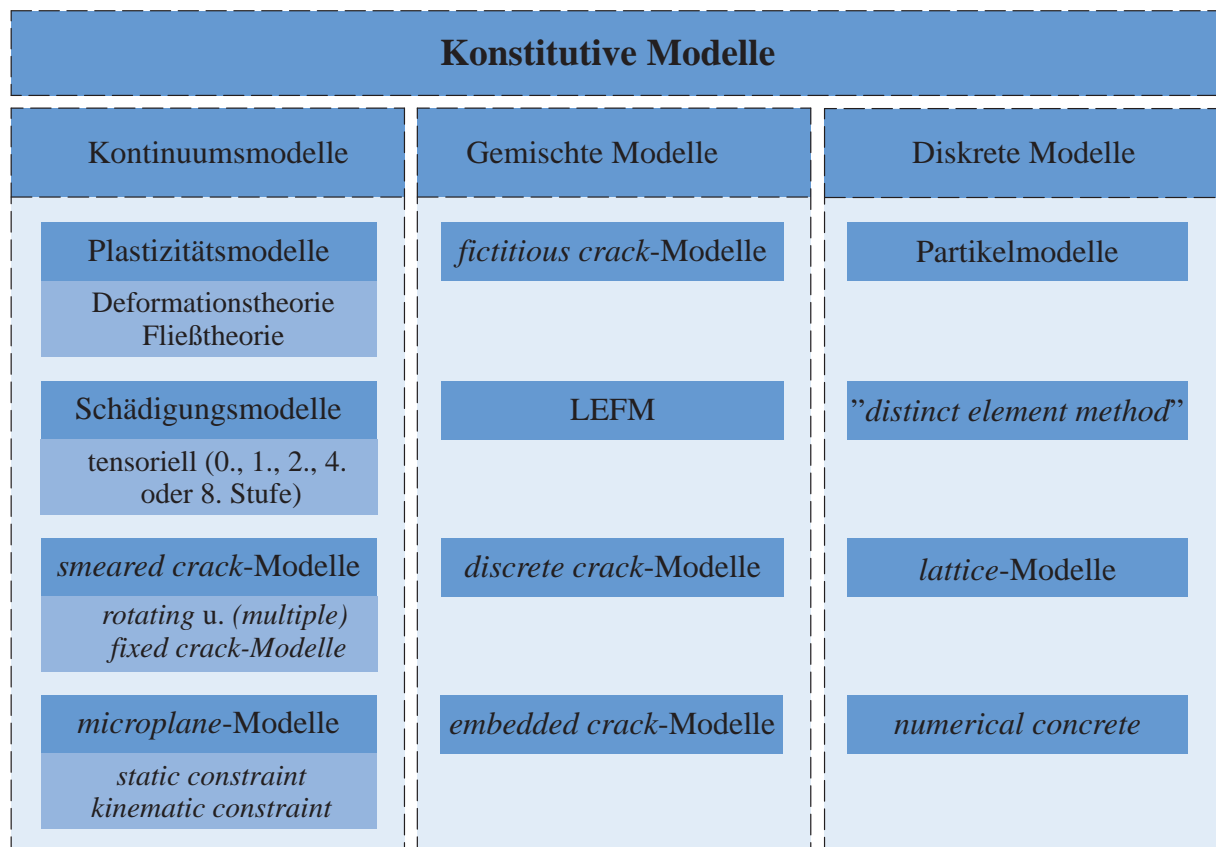 Konstitutive Modelle
Kontinuumsmodelle
Plastizitätsmodelle
Deformationstheorie
Fließtheorie
Schädigungsmodelle
tensoriell (0., 1., 2., 4.
oder 8. Stufe)
smeared crack-Modelle
rotating u. (multiple)
fixed crack-Modelle
microplane-Modelle
static constraint
kinematic constraint
Gemischte Modelle
fictitious crack-Modelle
LEFM
discrete crack-Modelle
embedded crack-Modelle
Diskrete Modelle
Partikelmodelle
”distinct element method”
lattice-Modelle
numerical concrete